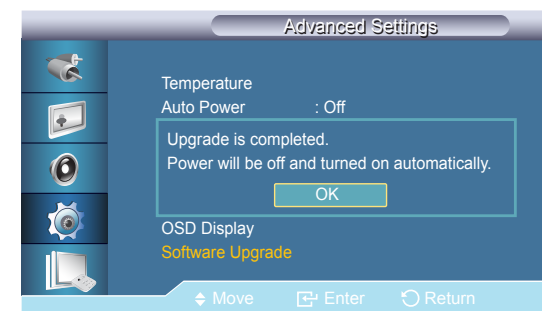 Advanced Settings
Temperature
Auto Power : Off
Upgrade is completed.
Power will be off and turned on automatically.
OK
OSD Display
Software Upgrade
Move Enter Return